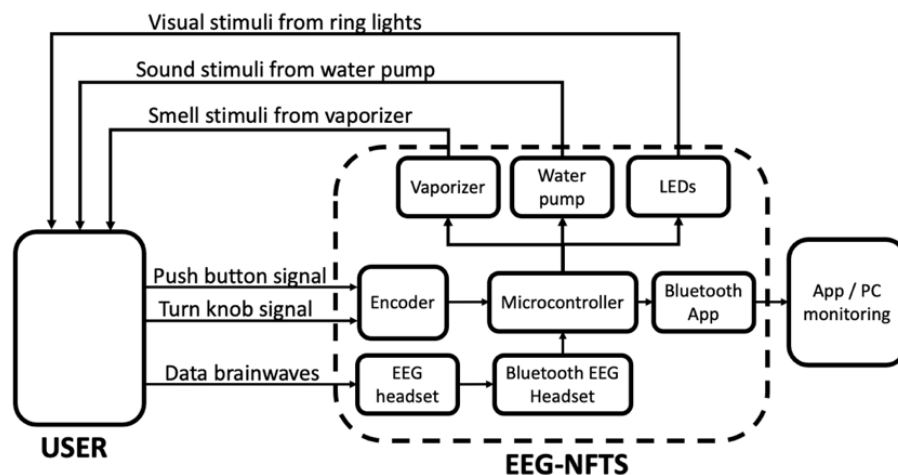 Visual stimuli from ring lights
Sound stimuli from water pump
Smell stimuli from vaporizer
Vaporizer
Water
pump
LEDs
Push button signal
Turn knob signal
Encoder
Microcontroller
Bluetooth
App
App / PC
monitoring
Data brainwaves
EEG
headset
Bluetooth EEG
Headset
USER
EEG-NFTS